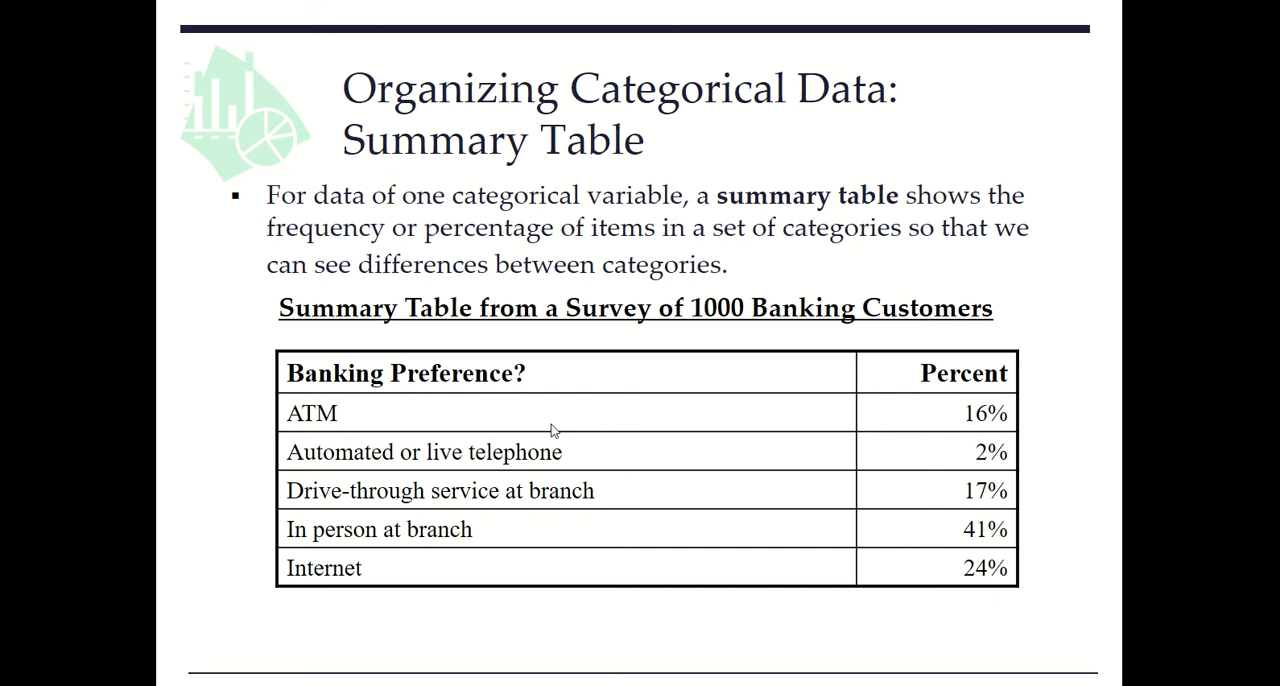 Organizing Categorical Data:
Summary Table
▪ For data of one categorical variable, a summary table shows the
frequency or percentage of items in a set of categories so that we
can see differences between categories.
Summary Table from a Survey of 1000 Banking Customers
Banking Preference? Percent
ATM 16%
Automated or live telephone 2%
Drive-through service at branch 17%
In person at branch 41%
Internet 24%